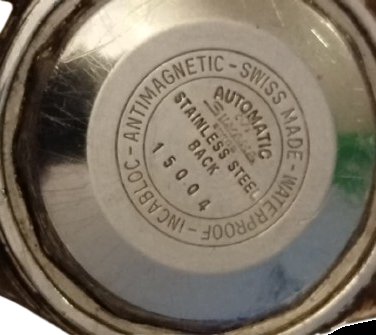 ANTIMAGNETIC - SWISS MADE - WATERPROOF - INCABLOC -
AUTOMATIC
STAINLESS STEEL
BACK
15004